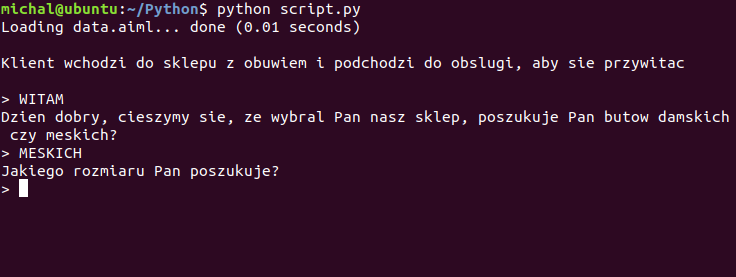 michal@ubuntu:~/Python$ python script.py
Loading data.aiml... done (0.01 seconds)
Klient wchodzi do sklepu z obuwiem i podchodzi do obslugi, aby sie przywitac
> WITAM
Dzien dobry, cieszymy sie, ze wybral Pan nasz sklep, poszukuje Pan butow damskich
czy meskich?
> MESKICH
Jakiego rozmiaru Pan poszukuje?
>